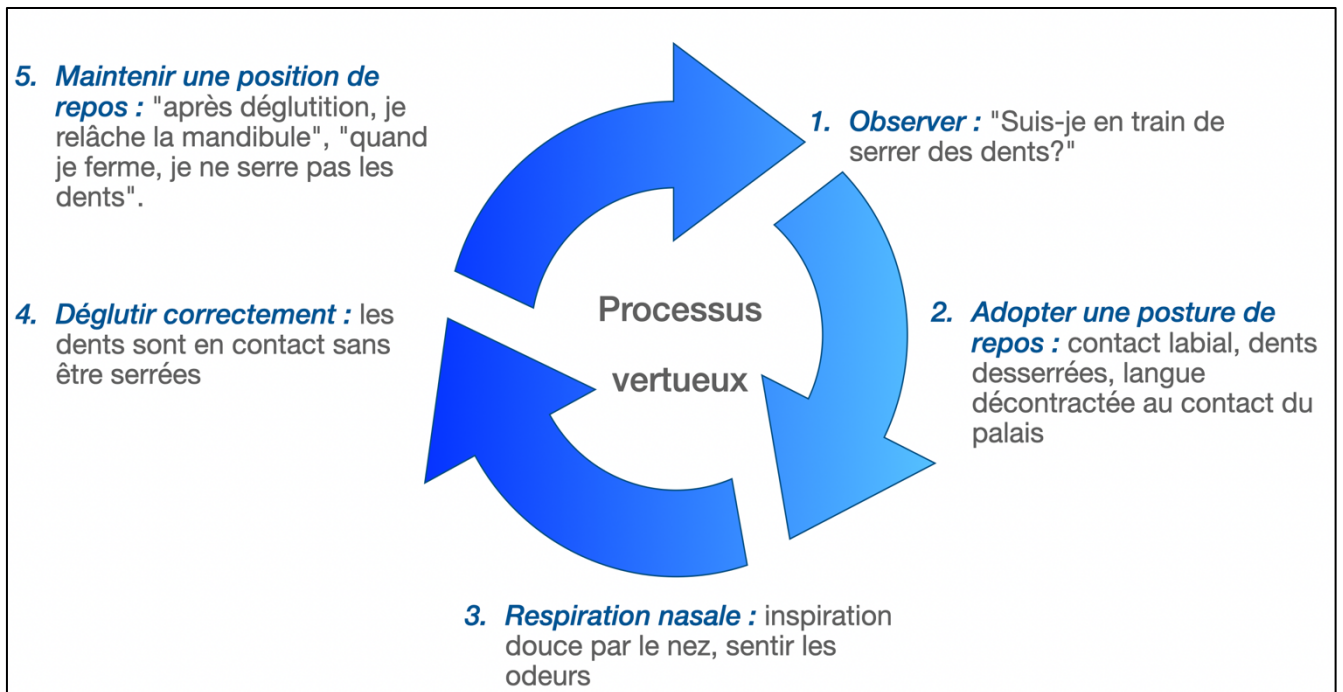 1. Observer : "Suis-je en train de
serrer des dents?"
2. Adopter une posture de
repos : contact labial, dents
desserrées, langue
décontractée au contact du
palais
3. Respiration nasale : inspiration
douce par le nez, sentir les
odeurs
4. Déglutir correctement : les
dents sont en contact sans
être serrées
5. Maintenir une position de
repos : "après déglutition, je
relâche la mandibule", "quand
je ferme, je ne serre pas les
dents".
Processus
vertueux